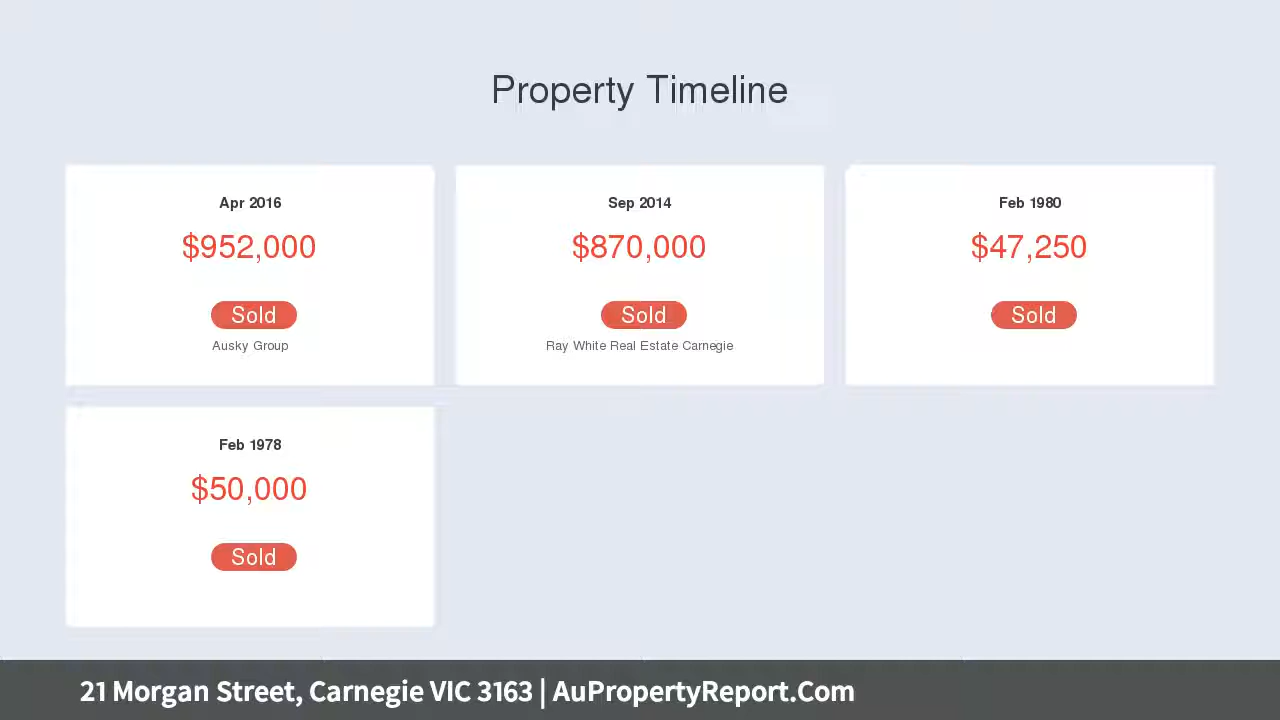 Property Timeline
Apr 2016
$952,000
Sold
Ausky Group
Sep 2014
$870,000
Sold
Ray White Real Estate Carnegie
Feb 1980
$47,250
Sold
Feb 1978
$50,000
Sold
21 Morgan Street, Carnegie VIC 3163 | AuPropertyReport.Com